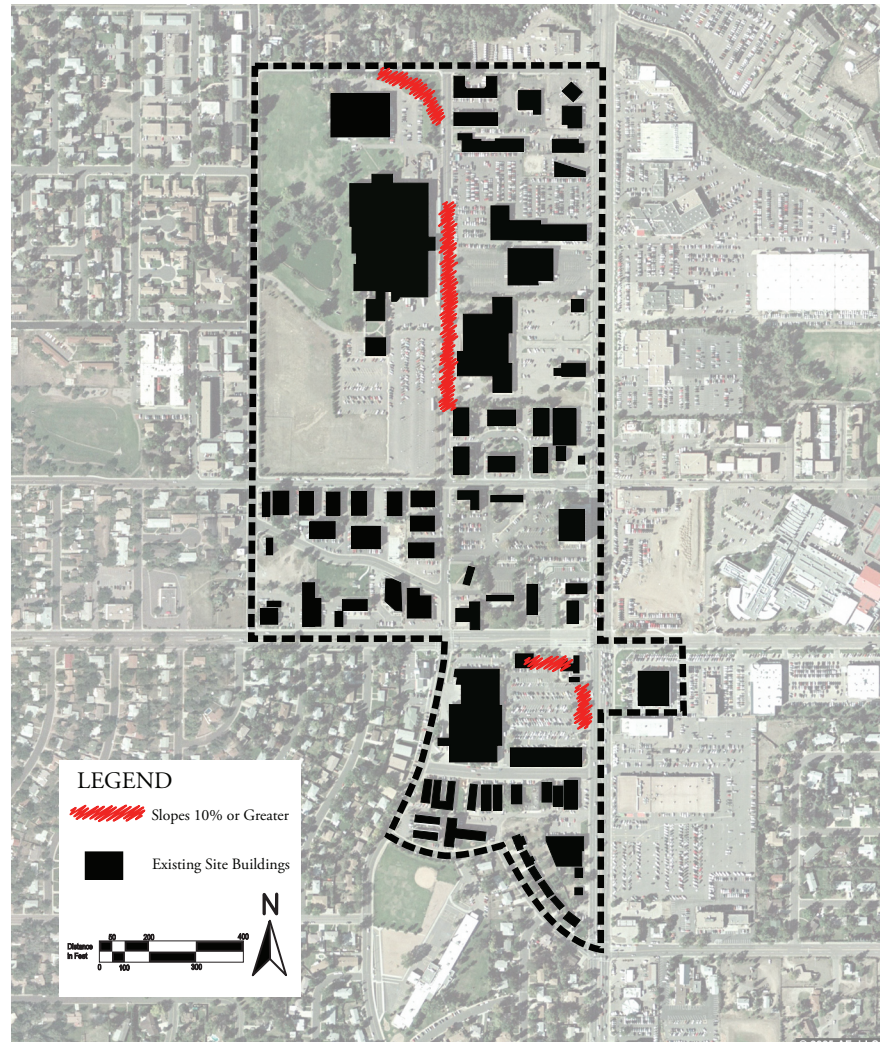 LEGEND
Slopes 10% or Greater
Existing Site Buildings
N
50 200 400
Distance
In Feet
0 100 300